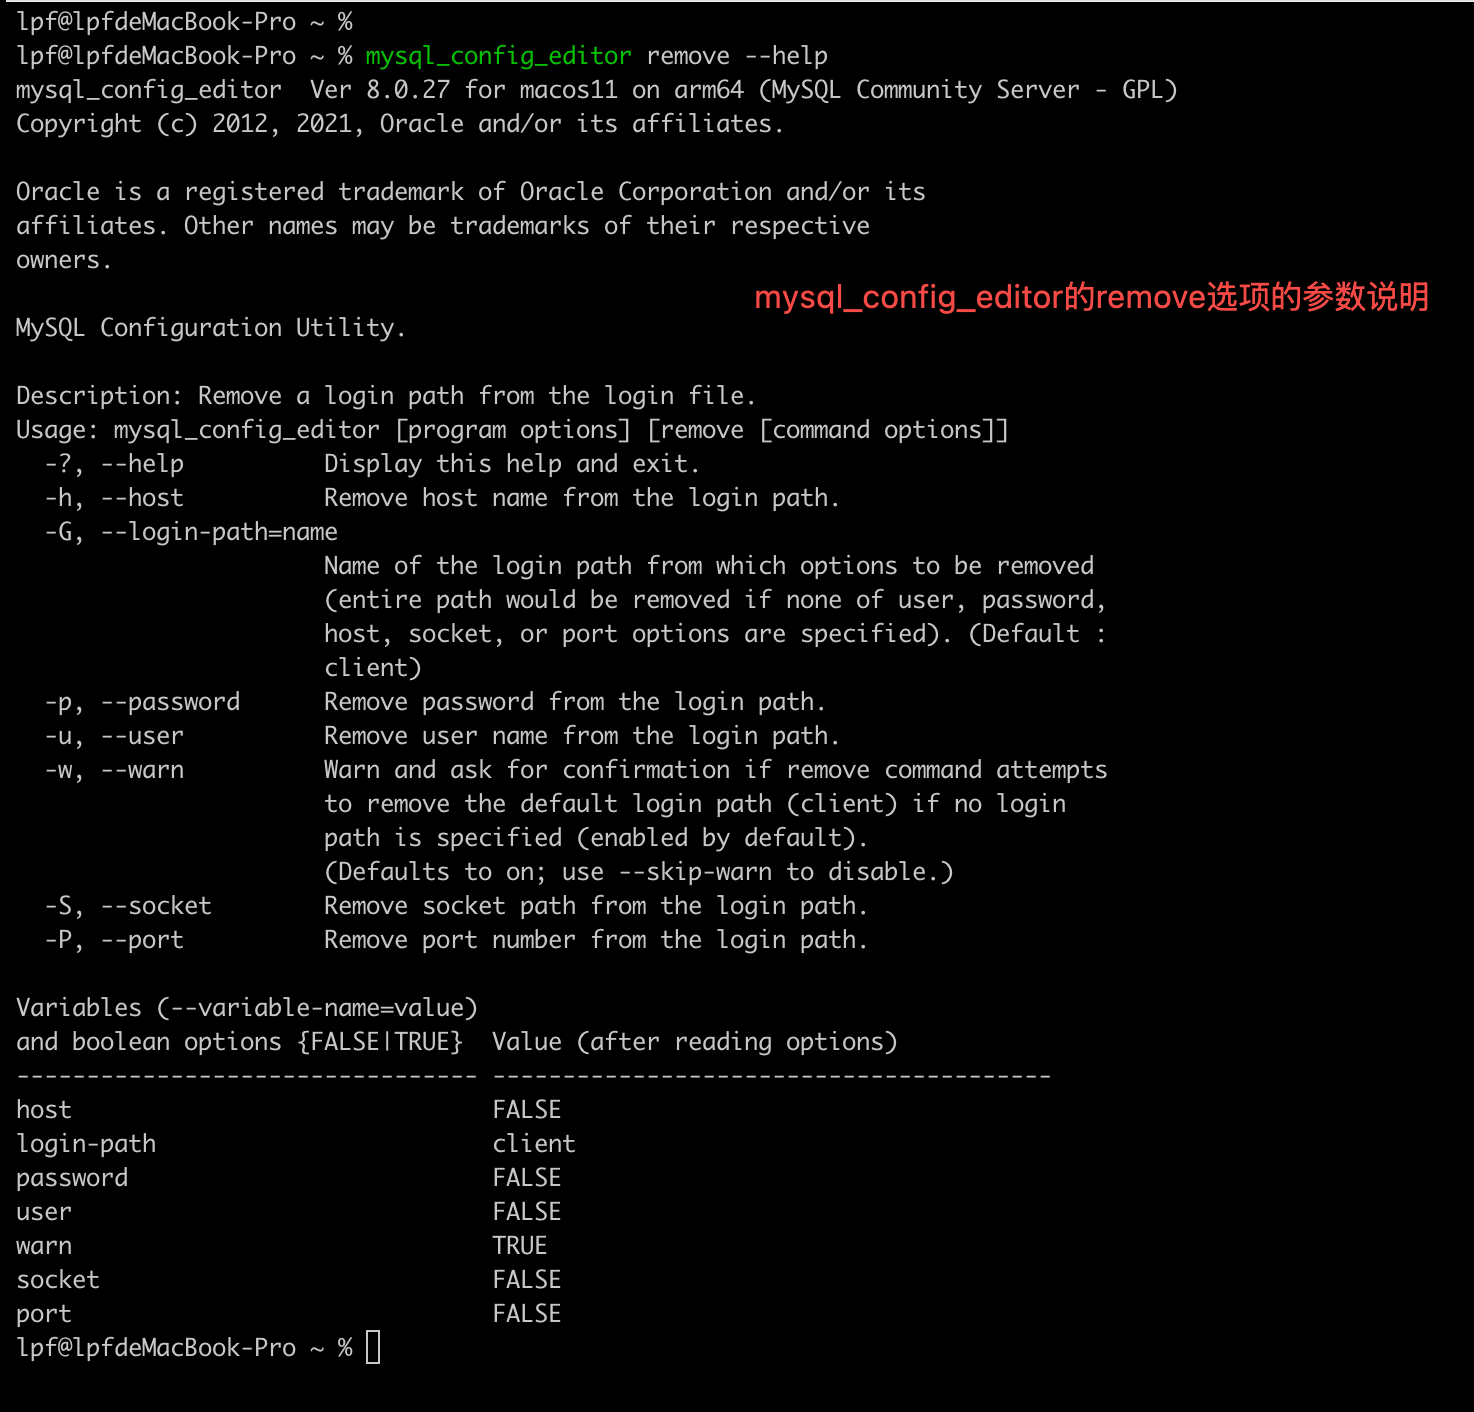 lpf@lpfdeMacBook-Pro ~ %
lpf@lpfdeMacBook-Pro ~ % mysql_config_editor remove --help
mysql_config_editor  Ver 8.0.27 for macos11 on arm64 (MySQL Community Server - GPL)
Copyright (c) 2012, 2021, Oracle and/or its affiliates.

Oracle is a registered trademark of Oracle Corporation and/or its
affiliates. Other names may be trademarks of their respective
owners.
mysql_config_editor的remove选项的参数说明
MySQL Configuration Utility.

Description: Remove a login path from the login file.
Usage: mysql_config_editor [program options] [remove [command options]]
  -?, --help          Display this help and exit.
  -h, --host          Remove host name from the login path.
  -G, --login-path=name
                      Name of the login path from which options to be removed
                      (entire path would be removed if none of user, password,
                      host, socket, or port options are specified). (Default :
                      client)
  -p, --password      Remove password from the login path.
  -u, --user          Remove user name from the login path.
  -w, --warn          Warn and ask for confirmation if remove command attempts
                      to remove the default login path (client) if no login
                      path is specified (enabled by default).
                      (Defaults to on; use --skip-warn to disable.)
  -S, --socket        Remove socket path from the login path.
  -P, --port          Remove port number from the login path.

Variables (--variable-name=value)
and boolean options {FALSE|TRUE}  Value (after reading options)
--------------------------------- ----------------------------------------
host                              FALSE
login-path                        client
password                          FALSE
user                              FALSE
warn                              TRUE
socket                            FALSE
port                              FALSE
lpf@lpfdeMacBook-Pro ~ %